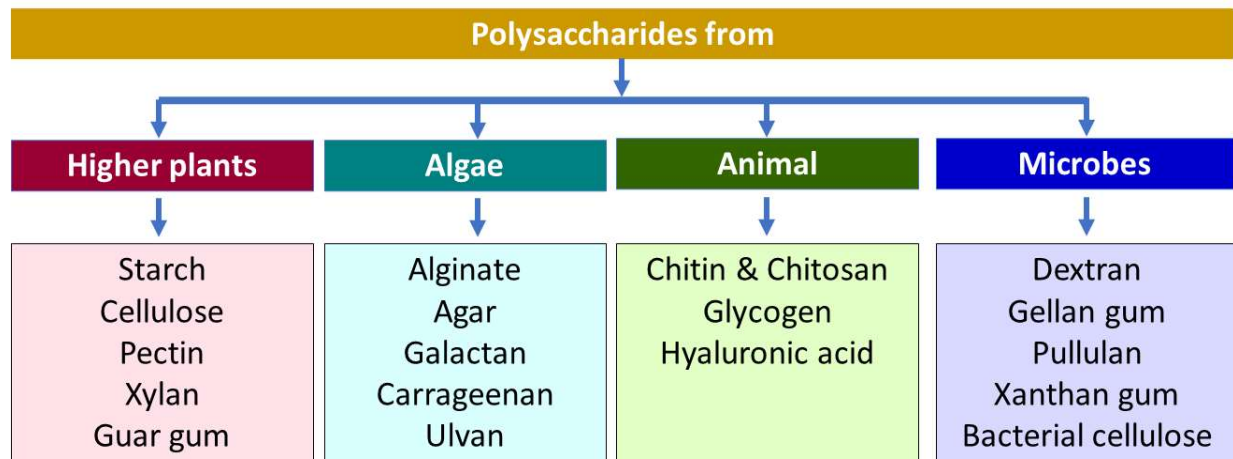 Polysaccharides from
Higher plants
Algae
Animal
Microbes
Starch
Cellulose
Pectin
Xylan
Guar gum
Alginate
Agar
Galactan
Carrageenan
Ulvan
Chitin & Chitosan
Glycogen
Hyaluronic acid
Dextran
Gellan gum
Pullulan
Xanthan gum
Bacterial cellulose